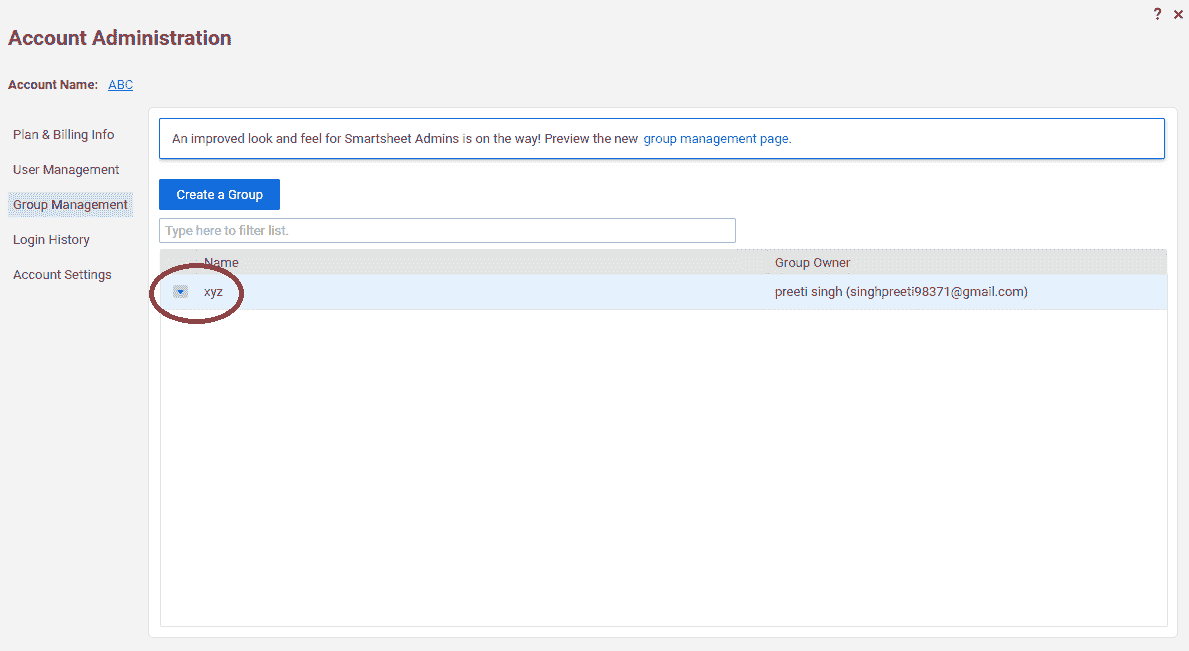 ? ×
Account Administration
Account Name: ABC
Plan & Billing Info
User Management
Group Management
Login History
Account Settings
An improved look and feel for Smartsheet Admins is on the way! Preview the new group management page.
Create a Group
Type here to filter list.
Name Group Owner
xyz preeti singh (singhpreeti98371@gmail.com)